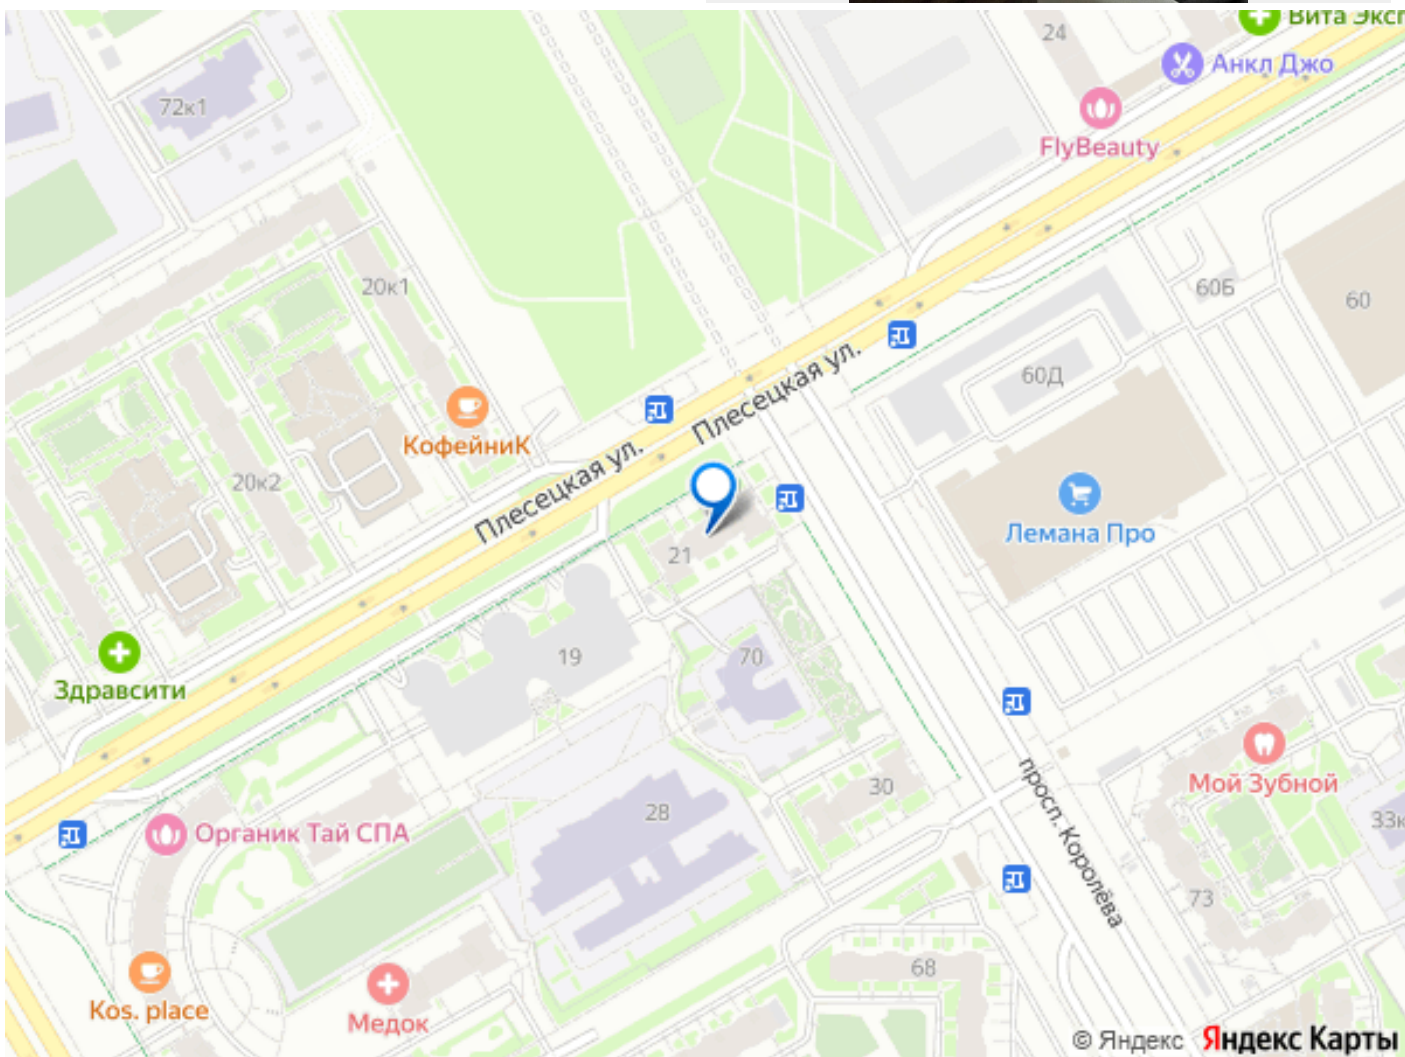 24
Вита Эксп
Анкл Джо
72к1
FlyBeauty
20к1
60Б
60
60Д
Плесецкая ул.
КофейниК
Плесецкая ул.
20к2
Лемана Про
21
19
70
Здравсити
просп. Королёва
Мой Зубной
30
28
33к
Органик Тай СПА
73
68
Kos. place
Медок
© Яндекс Яндекс Карты